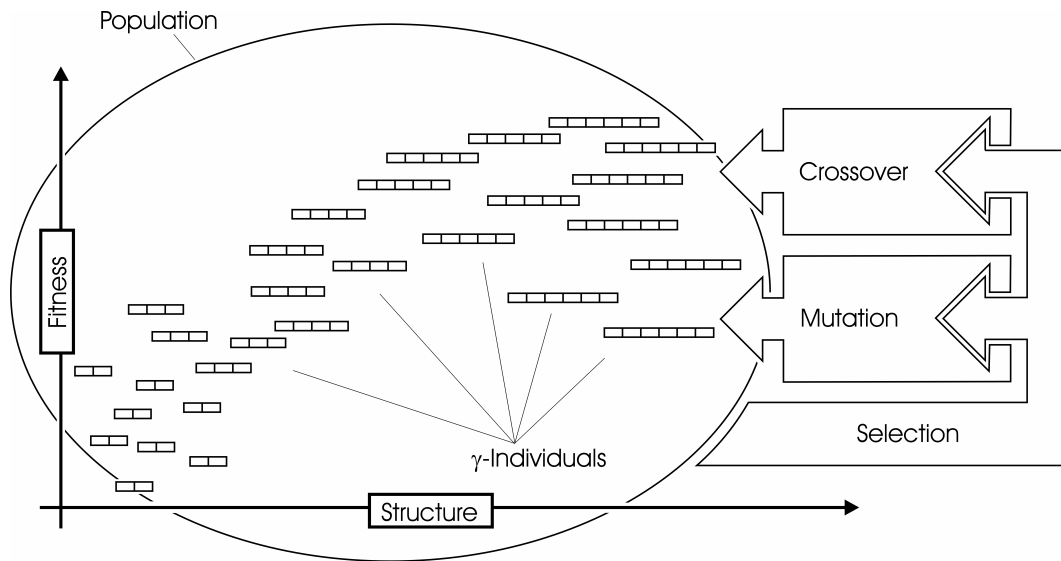 Population
Fitness
Crossover
Mutation
Selection
γ-Individuals
Structure